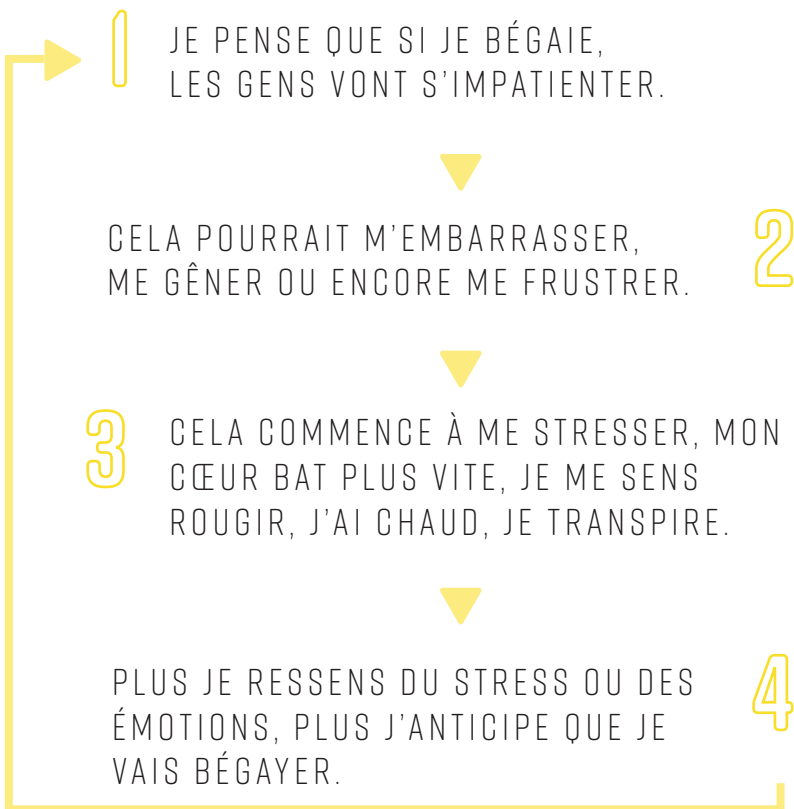 1
JE PENSE QUE SI JE BÉGAIE,
LES GENS VONT S'IMPATIENTER.
CELA POURRAIT M'EMBARRASSER,
ME GÊNER OU ENCORE ME FRUSTRER.
2
3
CELA COMMENCE À ME STRESSER, MON
CŒUR BAT PLUS VITE, JE ME SENS
ROUGIR, J'AI CHAUD, JE TRANSPIRE.
PLUS JE RESSENS DU STRESS OU DES
ÉMOTIONS, PLUS J'ANTICIPE QUE JE
VAIS BÉGAYER.
4